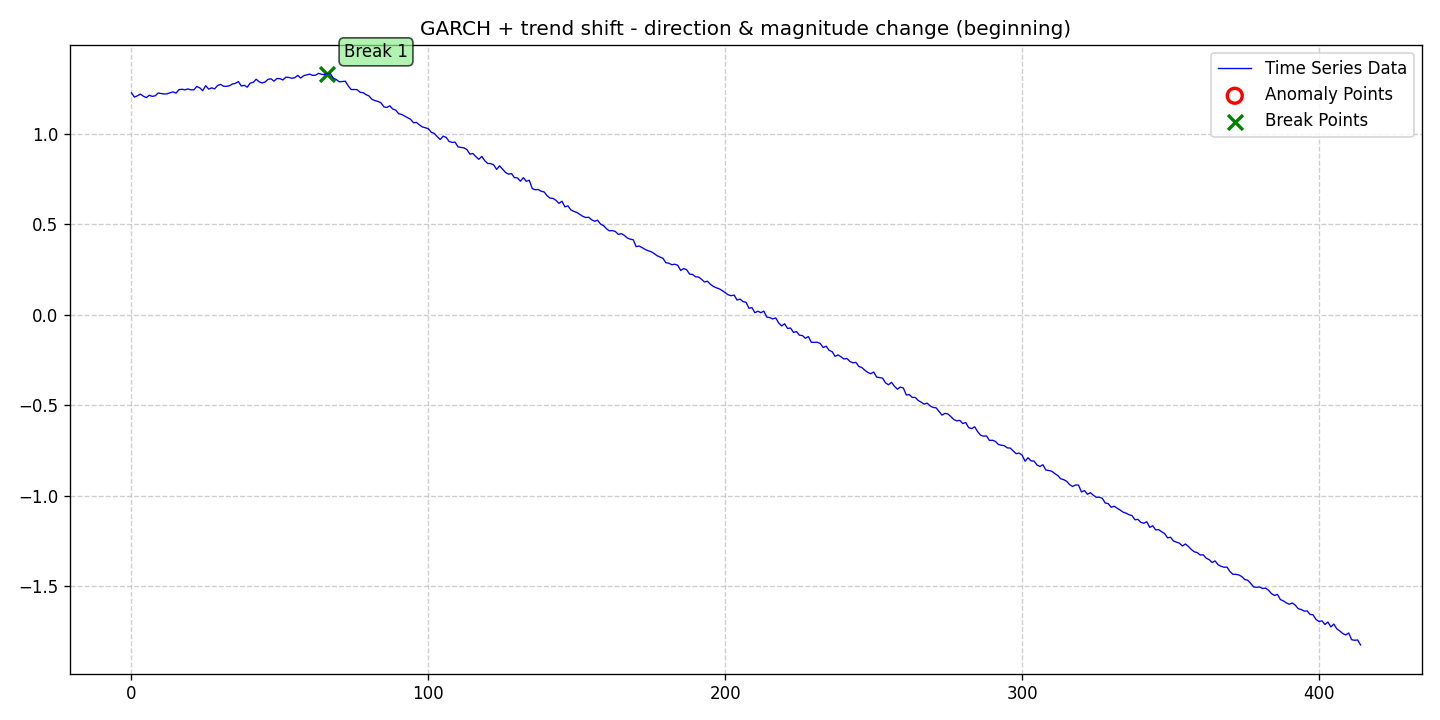 GARCH + trend shift - direction & magnitude change (beginning)
Break 1
Time Series Data
Anomaly Points
Break Points
1.0
0.5
0.0
−0.5
−1.0
−1.5
0
100
200
300
400